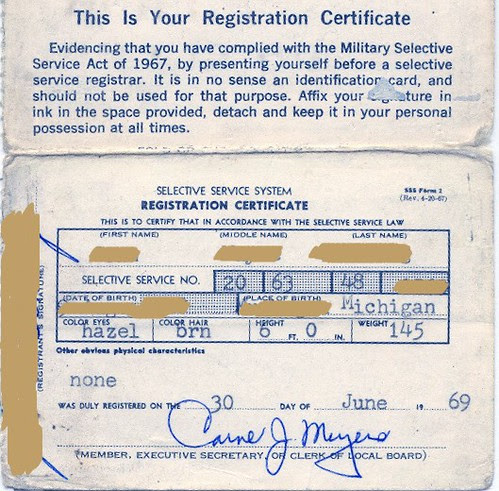 This Is Your Registration Certificate
Evidencing that you have complied with the Military Selective
Service Act of 1967, by presenting yourself before a selective
service registrar. It is in no sense an identification card, and
should not be used for that purpose. Affix your signature in
ink in the space provided, detach and keep it in your personal
possession at all times.
SELECTIVE SERVICE SYSTEM
SSS Form 2
(Rev. 6-20-67)
REGISTRATION CERTIFICATE
THIS IS TO CERTIFY THAT IN ACCORDANCE WITH THE SELECTIVE SERVICE LAW
(FIRST NAME) (MIDDLE NAME) (LAST NAME)
SELECTIVE SERVICE NO. 20 63 48
(DATE OF BIRTH) (PLACE OF BIRTH) Michigan
COLOR EYES COLOR HAIR HEIGHT WEIGHT
hazel brn 6 FT. 0 IN. 145
Other obvious physical characteristics
none
WAS DULY REGISTERED ON THE 30 DAY OF June 19 69
J. Meyers
(MEMBER, EXECUTIVE SECRETARY, OR CLERK OF LOCAL BOARD)
(REGISTRANT'S SIGNATURE)